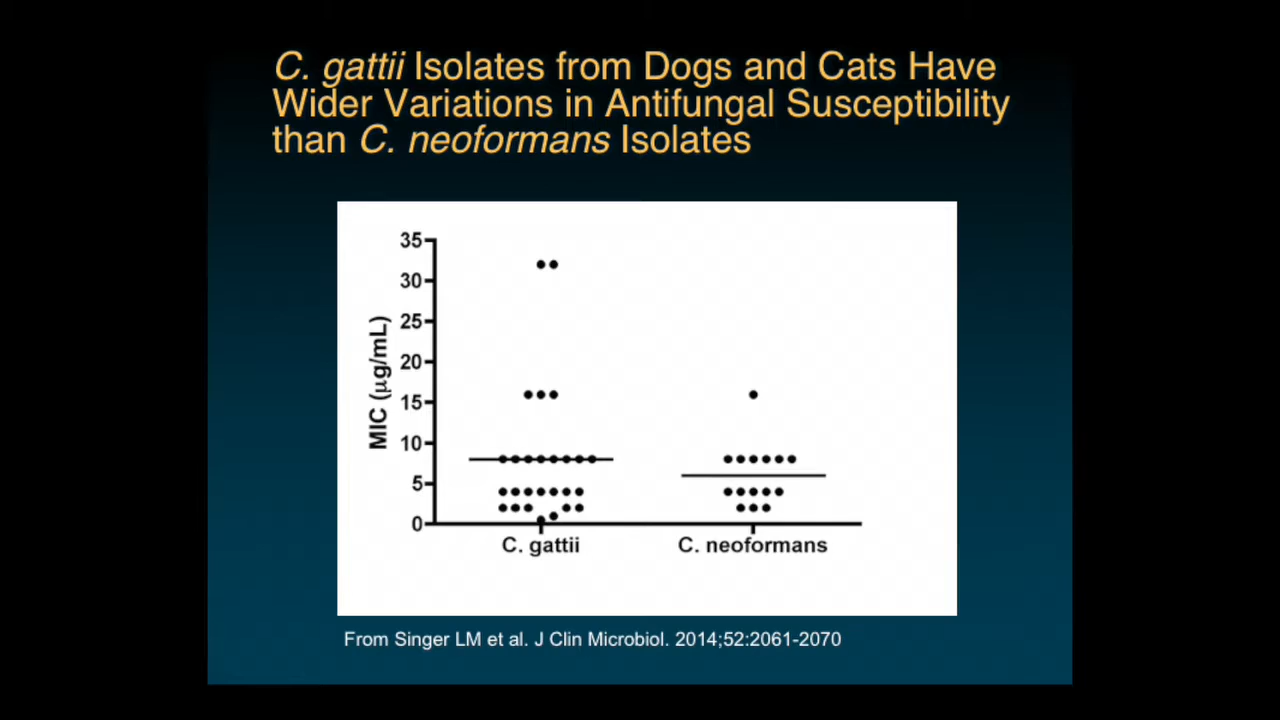 C. gattii Isolates from Dogs and Cats Have
Wider Variations in Antifungal Susceptibility
than C. neoformans Isolates
35
30
25
20
15
10
5
0
MIC (µg/mL)
C. gattii
C. neoformans
From Singer LM et al. J Clin Microbiol. 2014;52:2061-2070